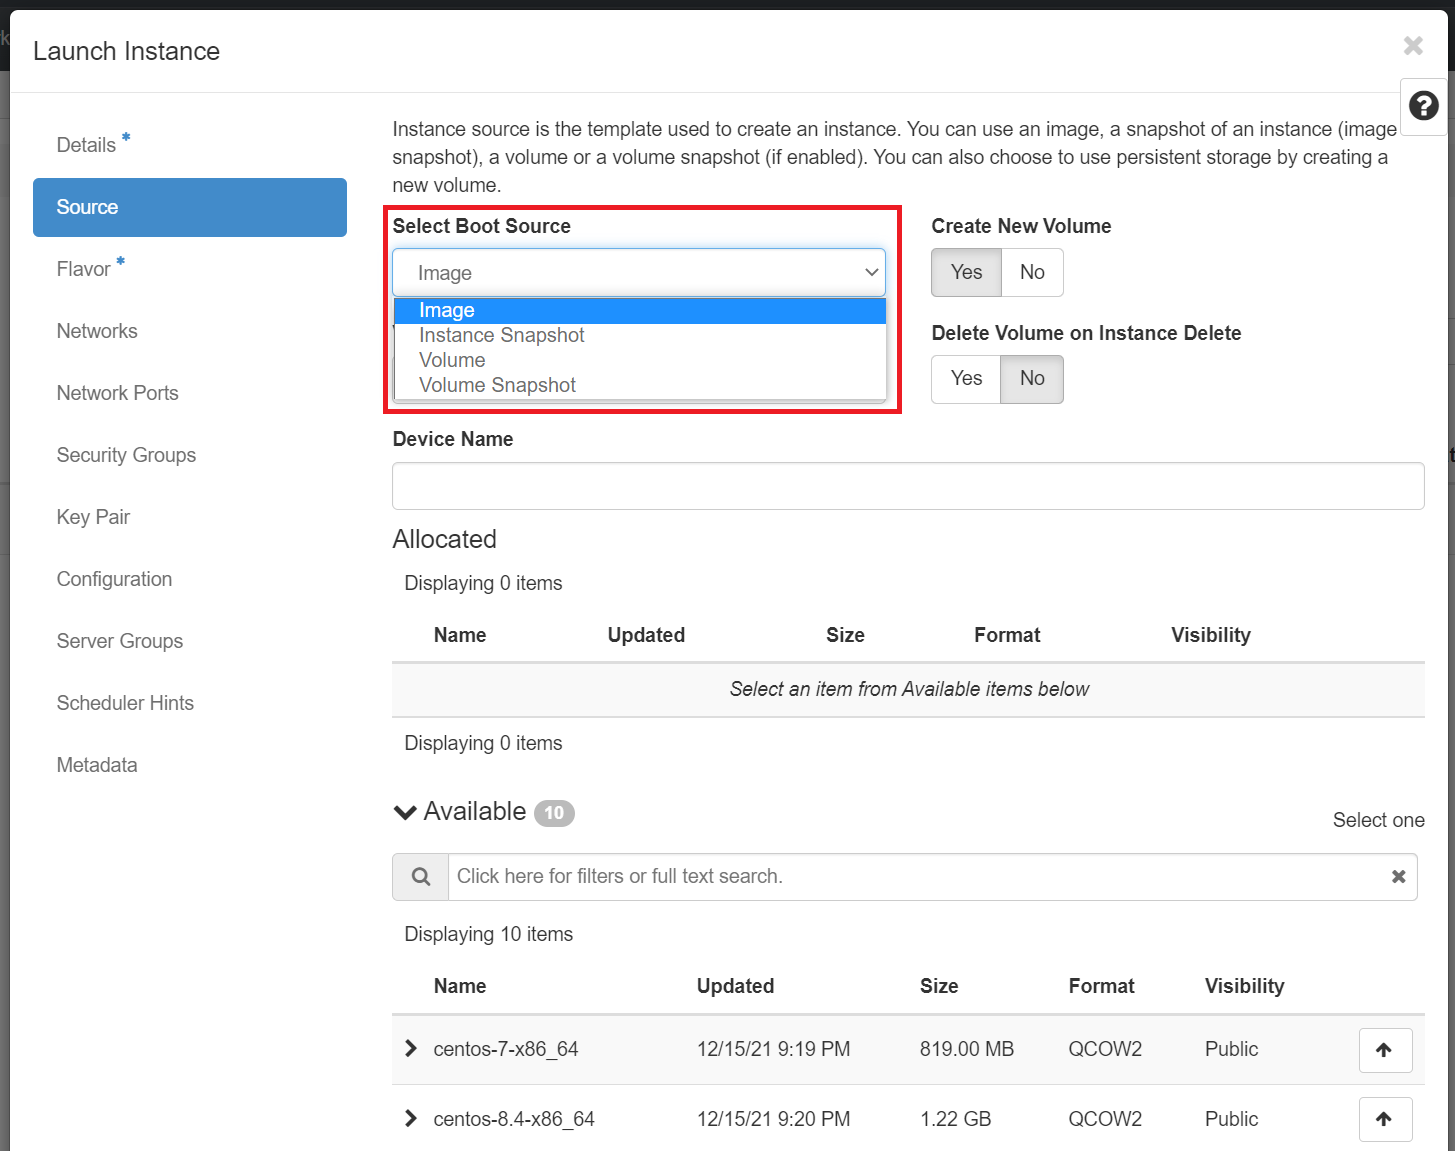 Launch Instance
Details *
Source
Flavor *
Networks
Network Ports
Security Groups
Key Pair
Configuration
Server Groups
Scheduler Hints
Metadata
Instance source is the template used to create an instance. You can use an image, a snapshot of an instance (image
snapshot), a volume or a volume snapshot (if enabled). You can also choose to use persistent storage by creating a
new volume.
Select Boot Source
Image
Image
Instance Snapshot
Volume
Volume Snapshot
Create New Volume
Yes No
Delete Volume on Instance Delete
Yes No
Device Name
Allocated
Displaying 0 items
Name Updated Size Format Visibility
Select an item from Available items below
Displaying 0 items
Available 10
Select one
Click here for filters or full text search.
Displaying 10 items
Name Updated Size Format Visibility
centos-7-x86_64 12/15/21 9:19 PM 819.00 MB QCOW2 Public
centos-8.4-x86_64 12/15/21 9:20 PM 1.22 GB QCOW2 Public